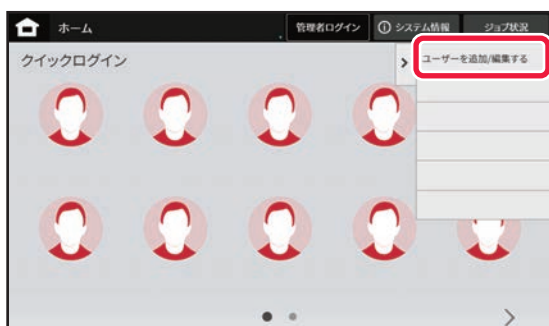 ホーム
管理者ログイン
システム情報
ジョブ状況
クイックログイン
ユーザーを追加/編集する